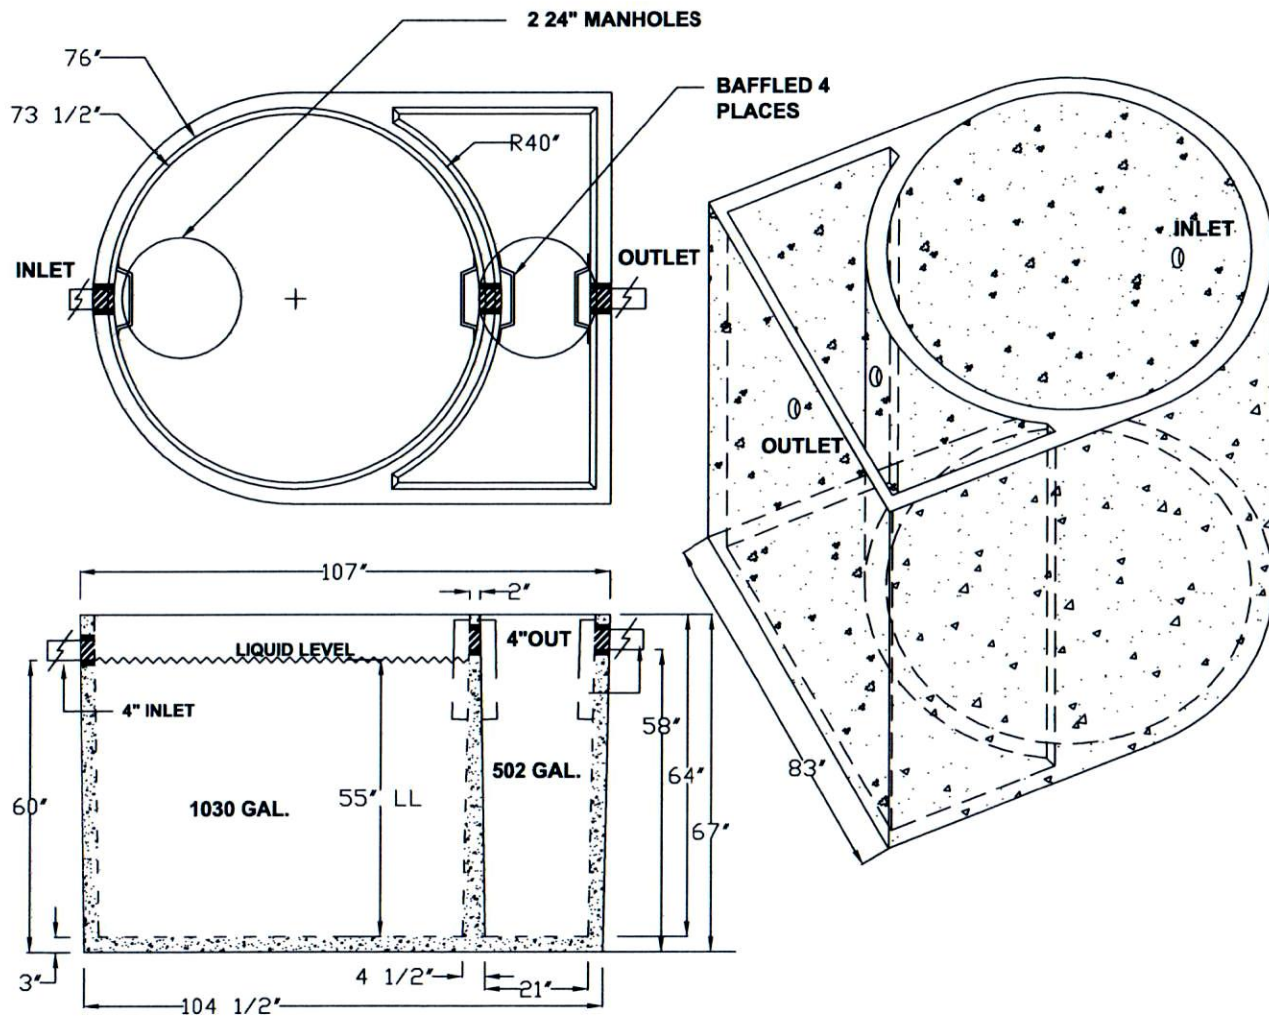 2 24" MANHOLES
76"
73 1/2"
BAFFLED 4
PLACES
R40"
INLET
OUTLET
INLET
OUTLET
107"
2"
LIQUID LEVEL
4"OUT
4" INLET
58"
502 GAL.
64"
83"
60"
1030 GAL.
55" LL
67"
3"
4 1/2"
21"
104 1/2"